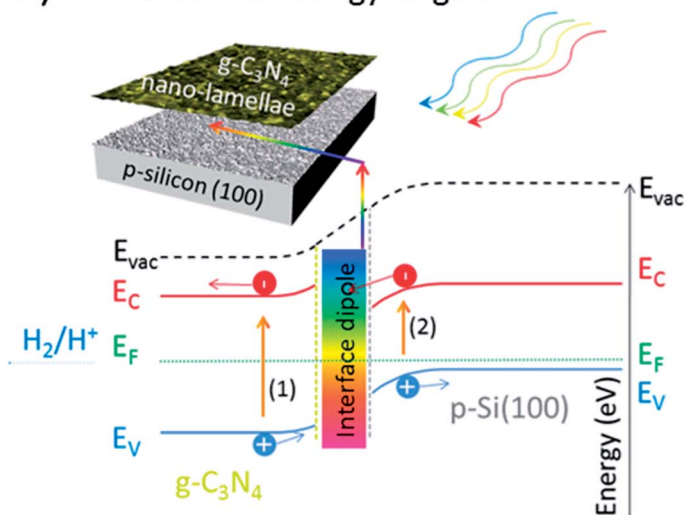 g-C₃N₄
nano-lamellae
p-silicon (100)
Evac
Evac
EC
EC
H₂/H⁺
EF
EF
(1)
(2)
Interface dipole
EV
EV
p-Si(100)
g-C₃N₄
Energy (eV)
-
-
+
+